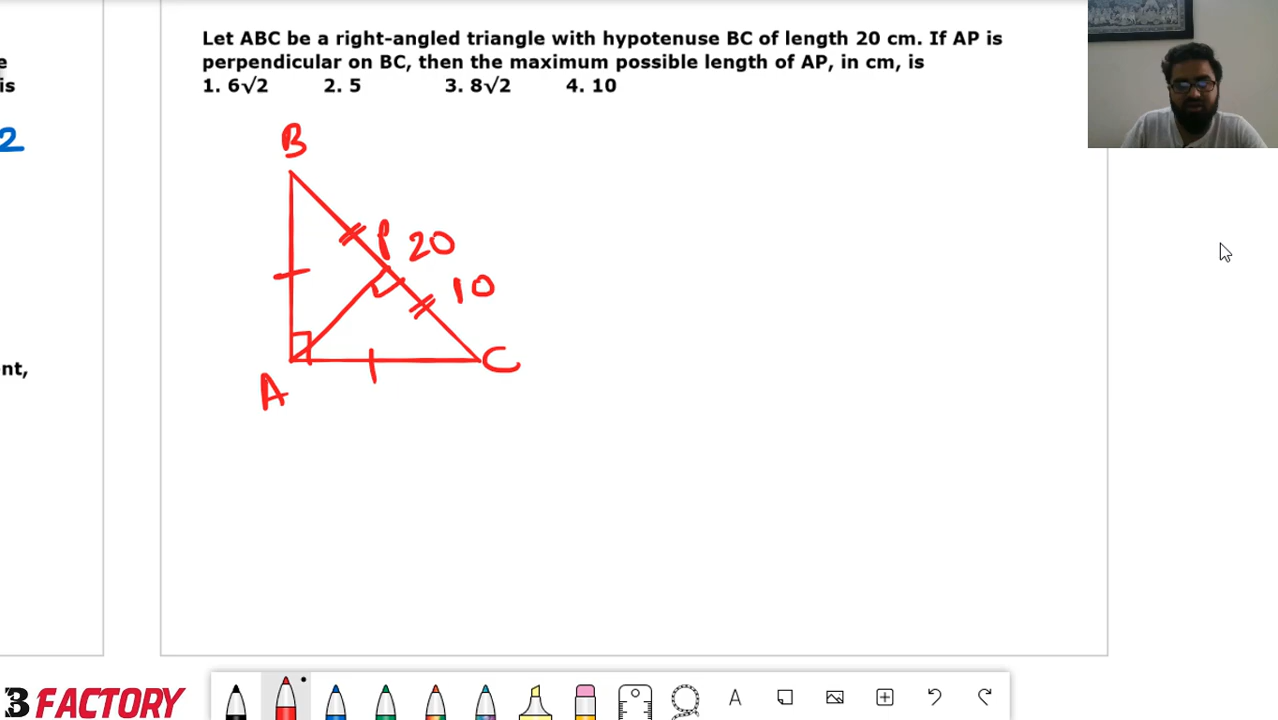 e
is
2
nt,
Let ABC be a right-angled triangle with hypotenuse BC of length 20 cm. If AP is
perpendicular on BC, then the maximum possible length of AP, in cm, is
1. 6√2 2. 5 3. 8√2 4. 10
B
P 20
10
A
C
3 FACTORY
A